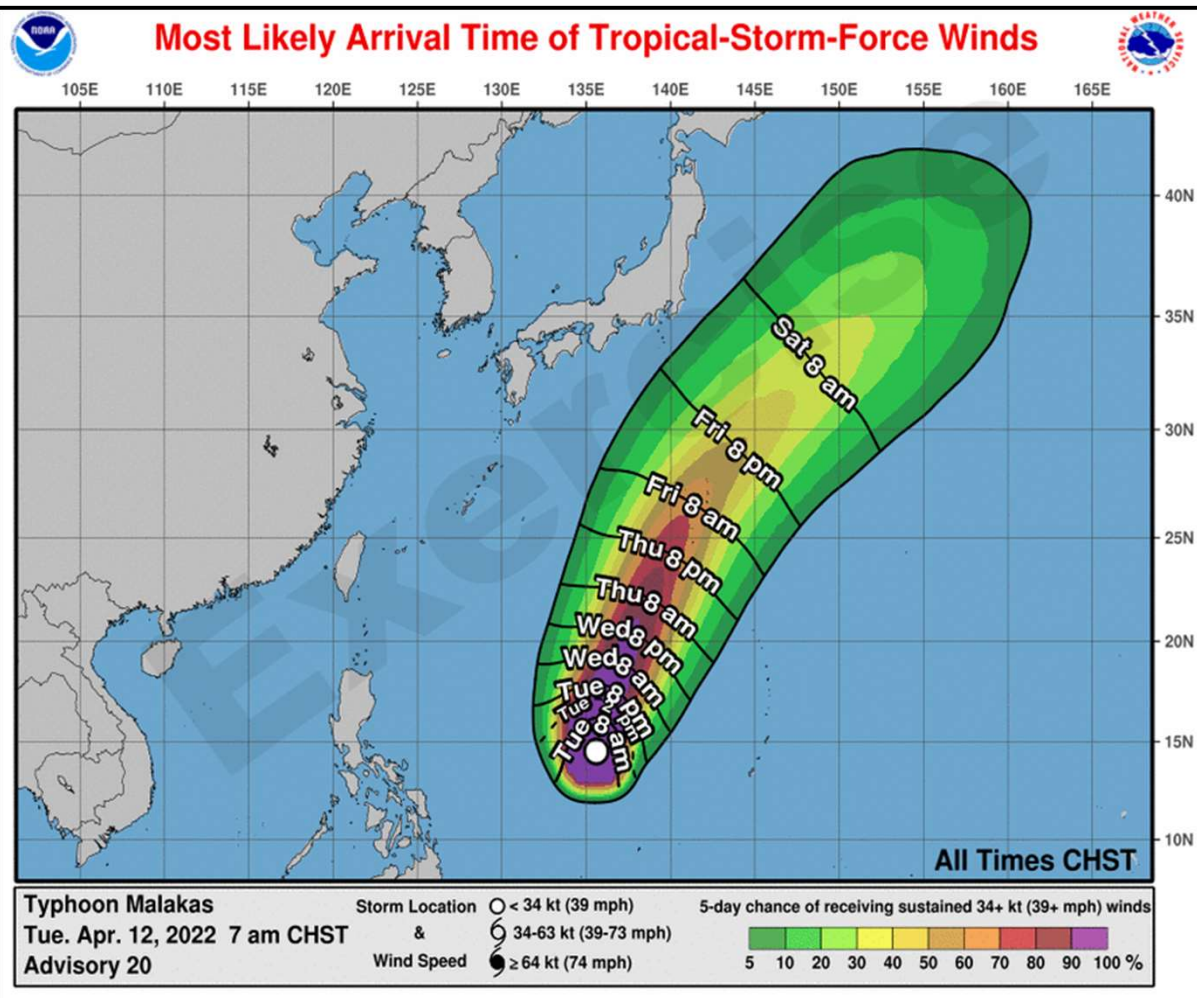 NOAA
Most Likely Arrival Time of Tropical-Storm-Force Winds
105E 110E 115E 120E 125E 130E 135E 140E 145E 150E 155E 160E 165E
40N
35N
30N
25N
20N
15N
10N
Exercise
Sat 8 am
Fri 8 pm
Fri 8 am
Thu 8 pm
Thu 8 am
Wed 8 pm
Wed 8 am
Tue 8 pm
Tue 2 pm
Tue 8 am
All Times CHST
Typhoon Malakas
Tue. Apr. 12, 2022 7 am CHST
Advisory 20
Storm Location
&
Wind Speed
< 34 kt (39 mph)
34-63 kt (39-73 mph)
≥ 64 kt (74 mph)
5-day chance of receiving sustained 34+ kt (39+ mph) winds
5 10 20 30 40 50 60 70 80 90 100 %